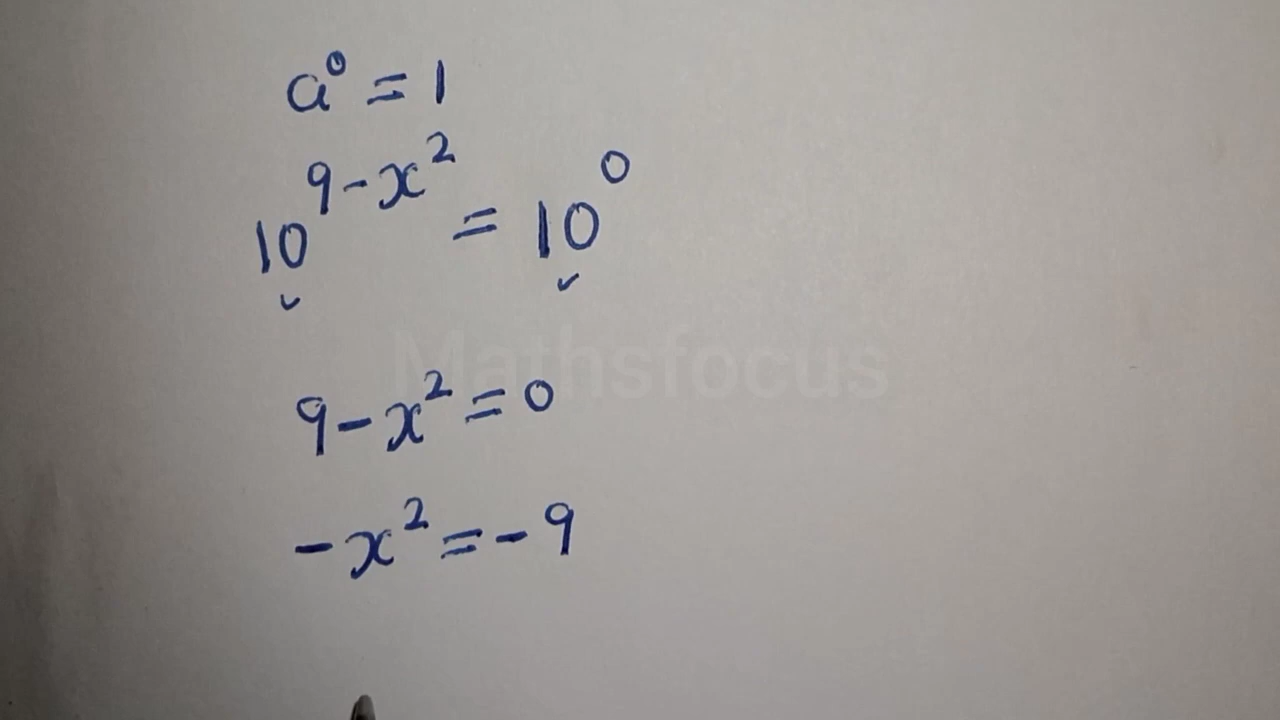 a⁰ = 1
10^(9-x²) = 10⁰
Mathsfocus
9-x² = 0
-x² = -9